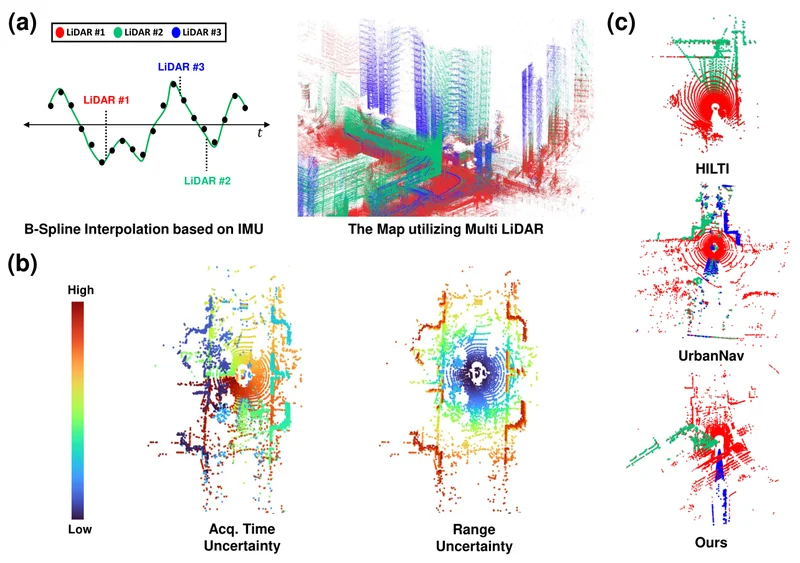 (a)
LiDAR #1 LiDAR #2 LiDAR #3
LiDAR #3
LiDAR #1
t
LiDAR #2
B-Spline Interpolation based on IMU
The Map utilizing Multi LiDAR
(b)
High
Low
Acq. Time
Uncertainty
Range
Uncertainty
(c)
HILTI
UrbanNav
Ours